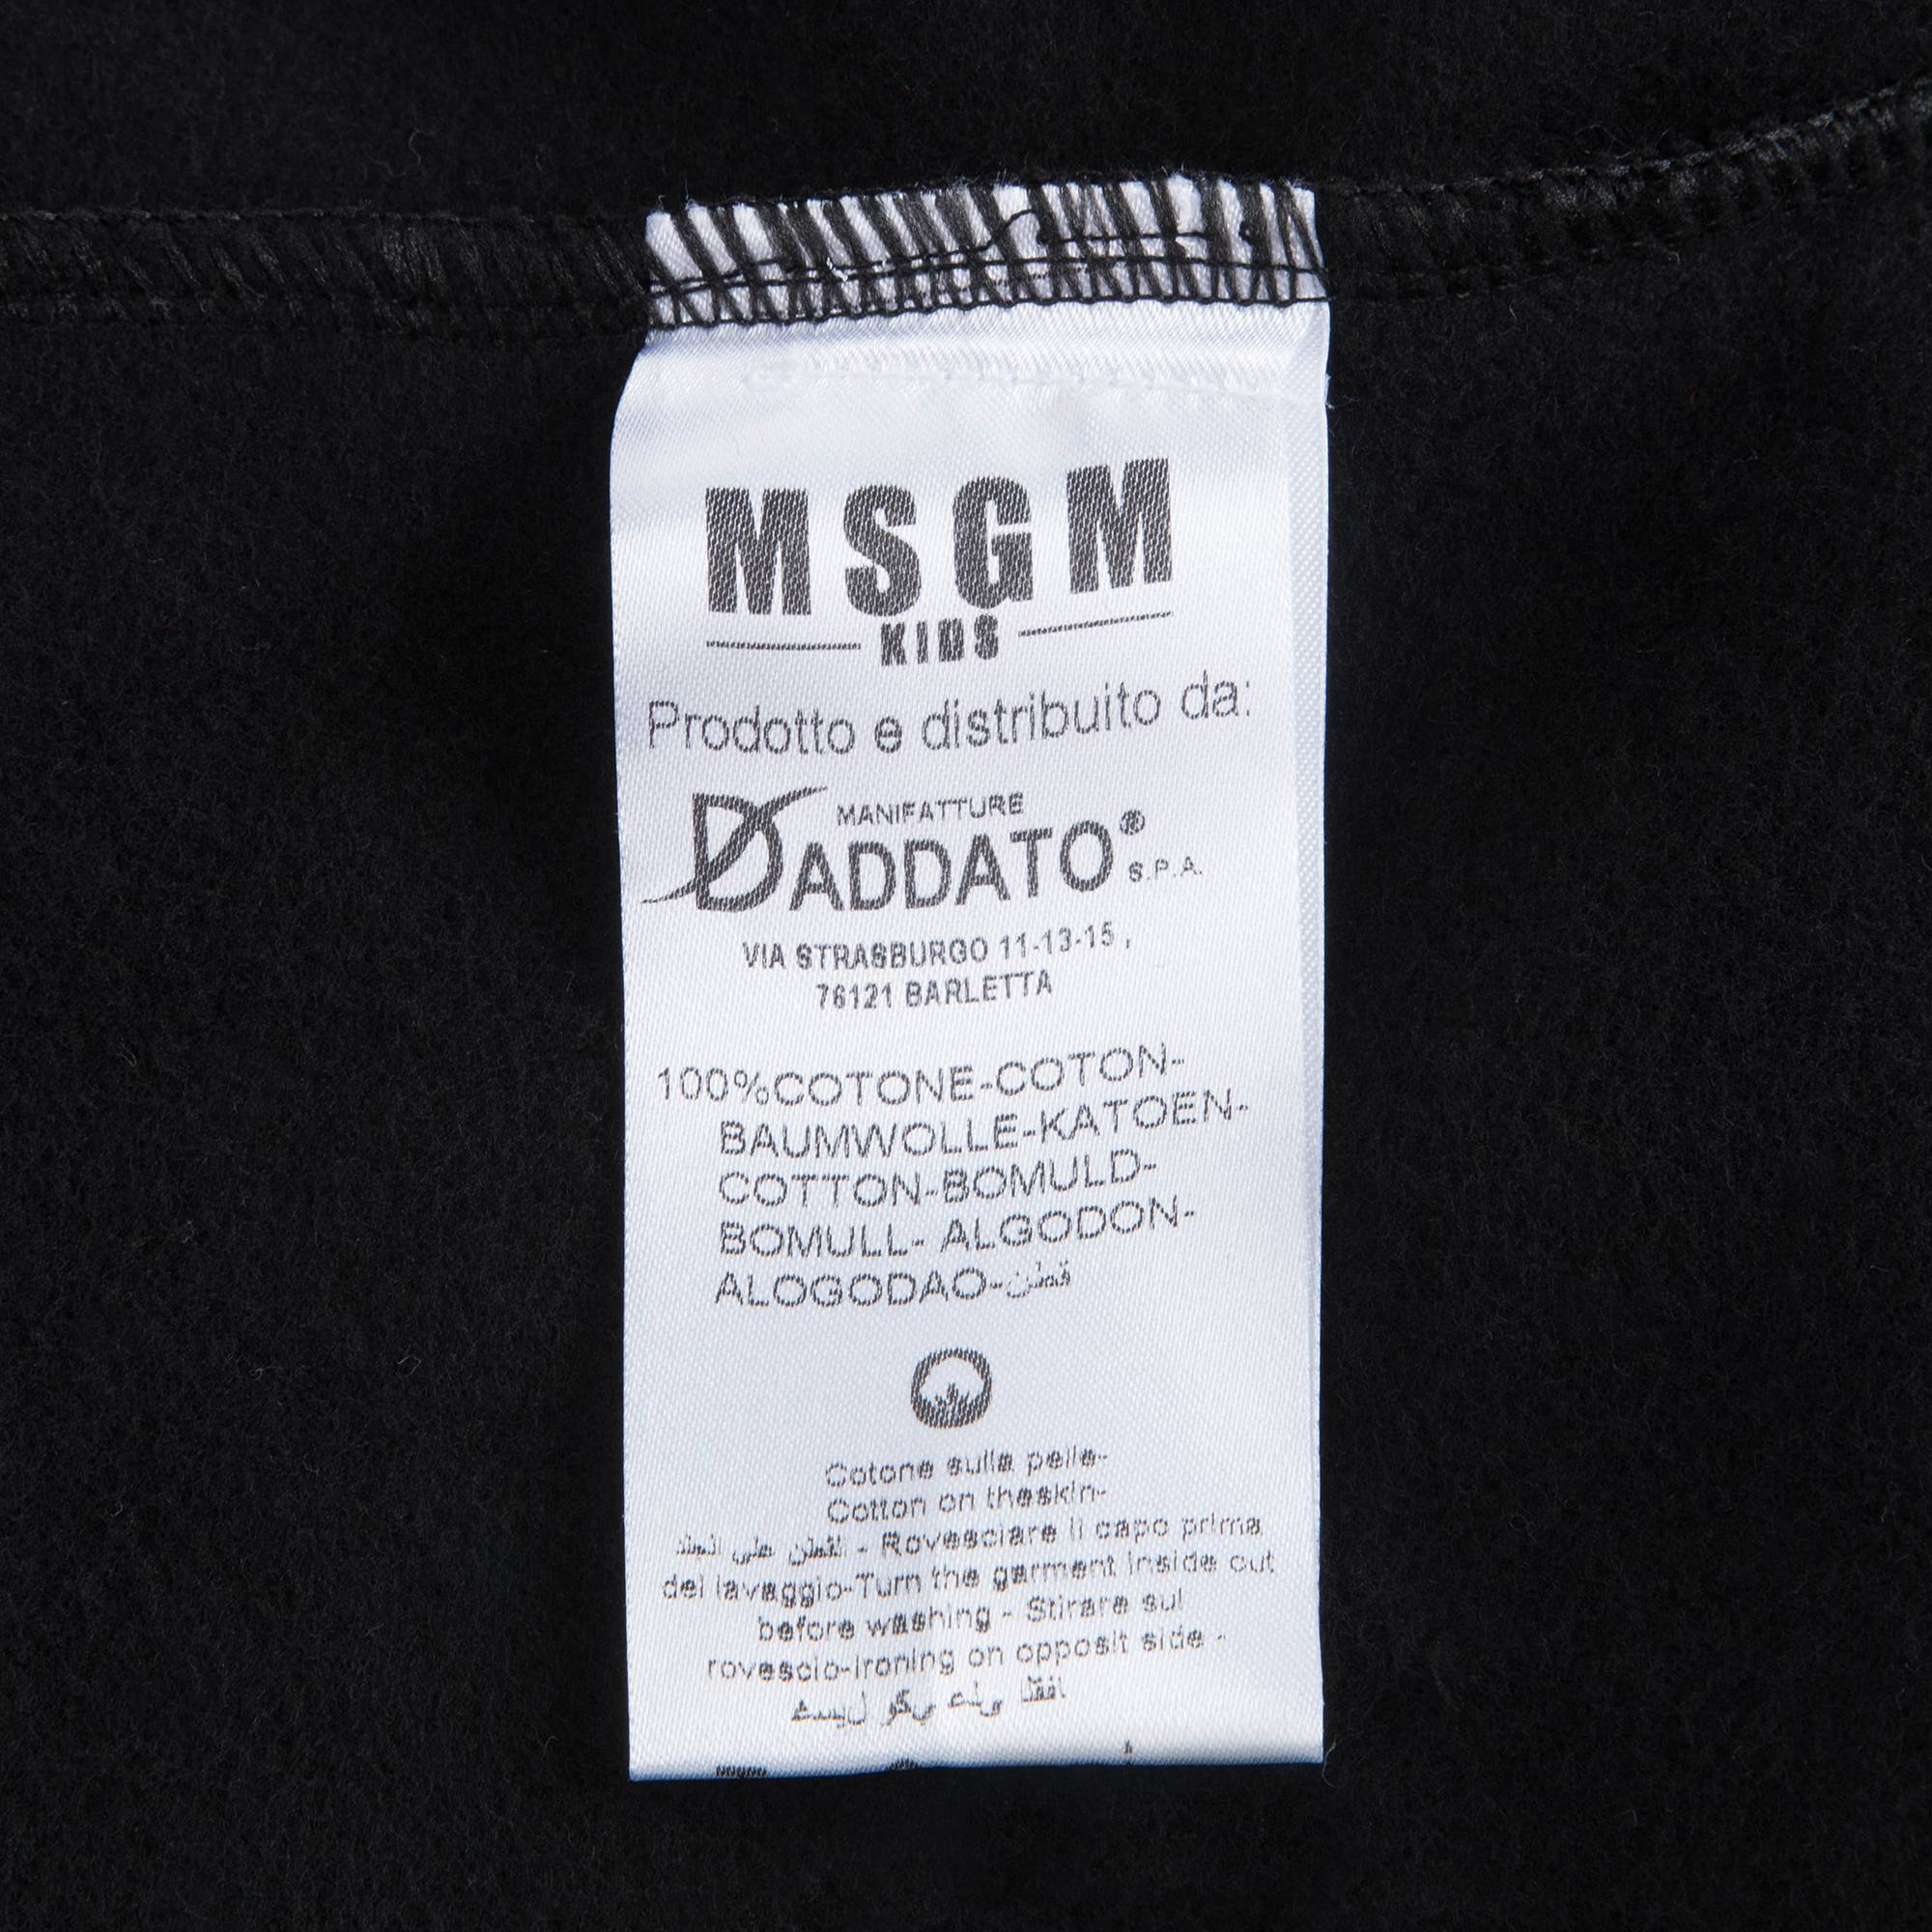 MSGM
KIDS
Prodotto e distribuito da:
MANIFATTURE
DADDATO® S.P.A.
VIA STRASBURGO 11-13-15 ,
76121 BARLETTA
100%COTONE-COTON-
BAUMWOLLE-KATOEN-
COTTON-BOMULD-
BOMULL- ALGODON-
ALOGODAO-قطن
Cotone sulla pelle-
Cotton on theskin-
القطن على الجلد - Rovesciare il capo prima
del lavaggio-Turn the garment inside out
before washing - Stirare sul
rovescio-ironing on opposit side -